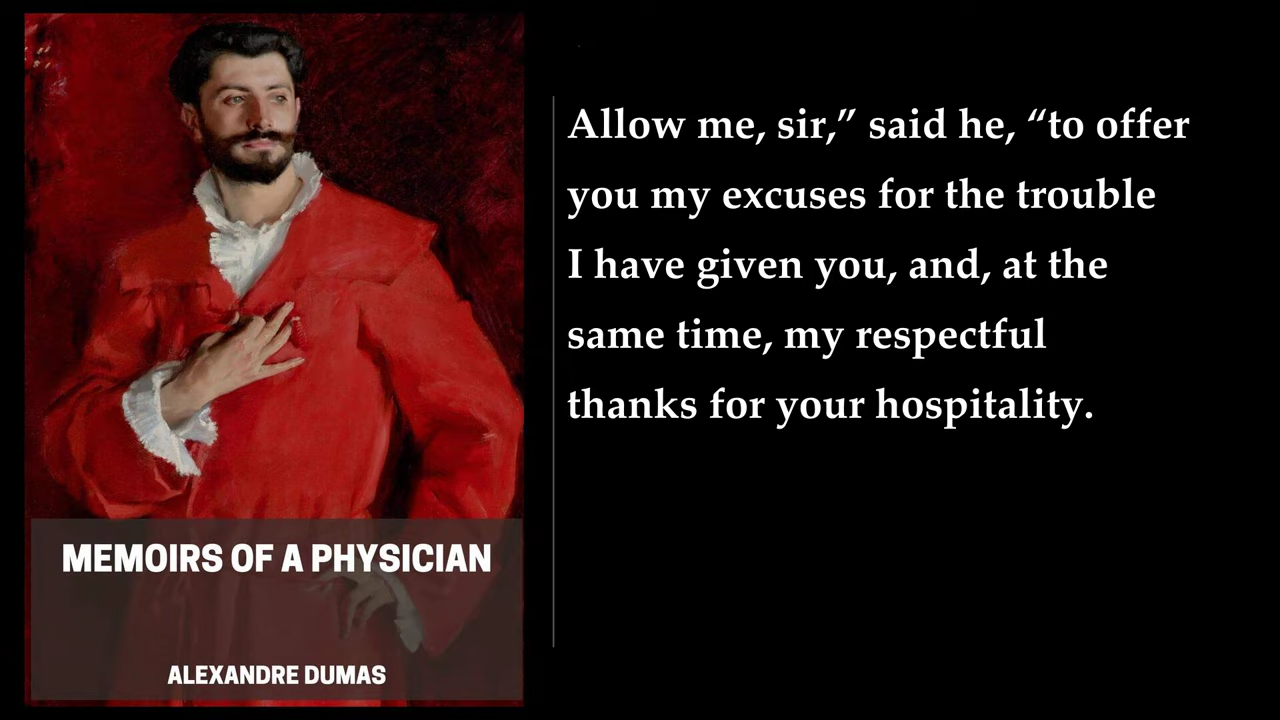 Allow me, sir,” said he, “to offer
you my excuses for the trouble
I have given you, and, at the
same time, my respectful
thanks for your hospitality.
MEMOIRS OF A PHYSICIAN
ALEXANDRE DUMAS